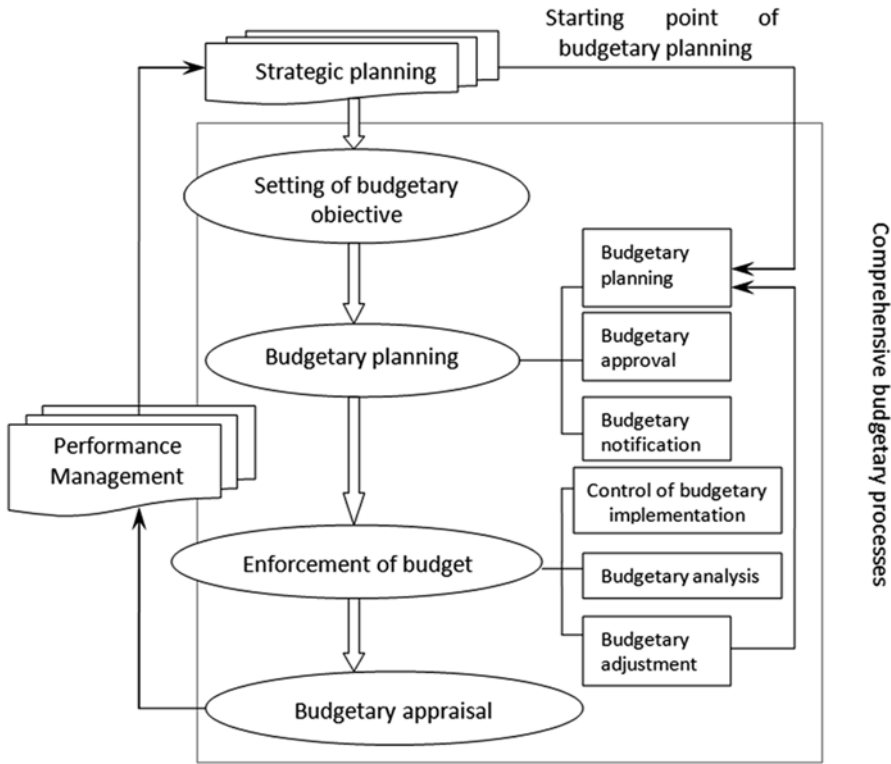 Starting point of
budgetary planning
Strategic planning
Setting of budgetary
obiective
Budgetary
planning
Budgetary planning
Budgetary
approval
Budgetary
notification
Performance
Management
Control of budgetary
implementation
Enforcement of budget
Budgetary analysis
Budgetary
adjustment
Budgetary appraisal
Comprehensive budgetary processes